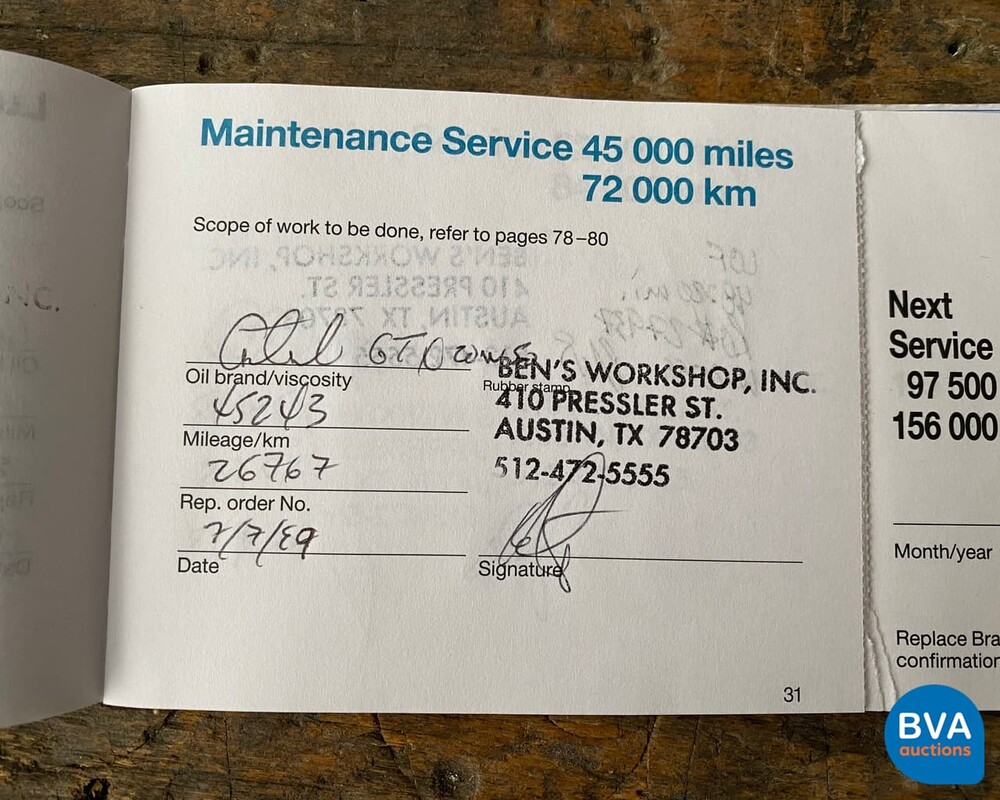 Maintenance Service 45 000 miles
72 000 km
Scope of work to be done, refer to pages 78–80
GT
Oil brand/viscosity
Rubber stamp
BEN'S WORKSHOP, INC.
410 PRESSLER ST.
AUSTIN, TX 78703
512-472-5555
45243
Mileage/km
26767
Rep. order No.
7/7/89
Date
Signature
31
Next
Service
97 500
156 000
Month/year
Replace Bra
confirmation
BVA
auctions